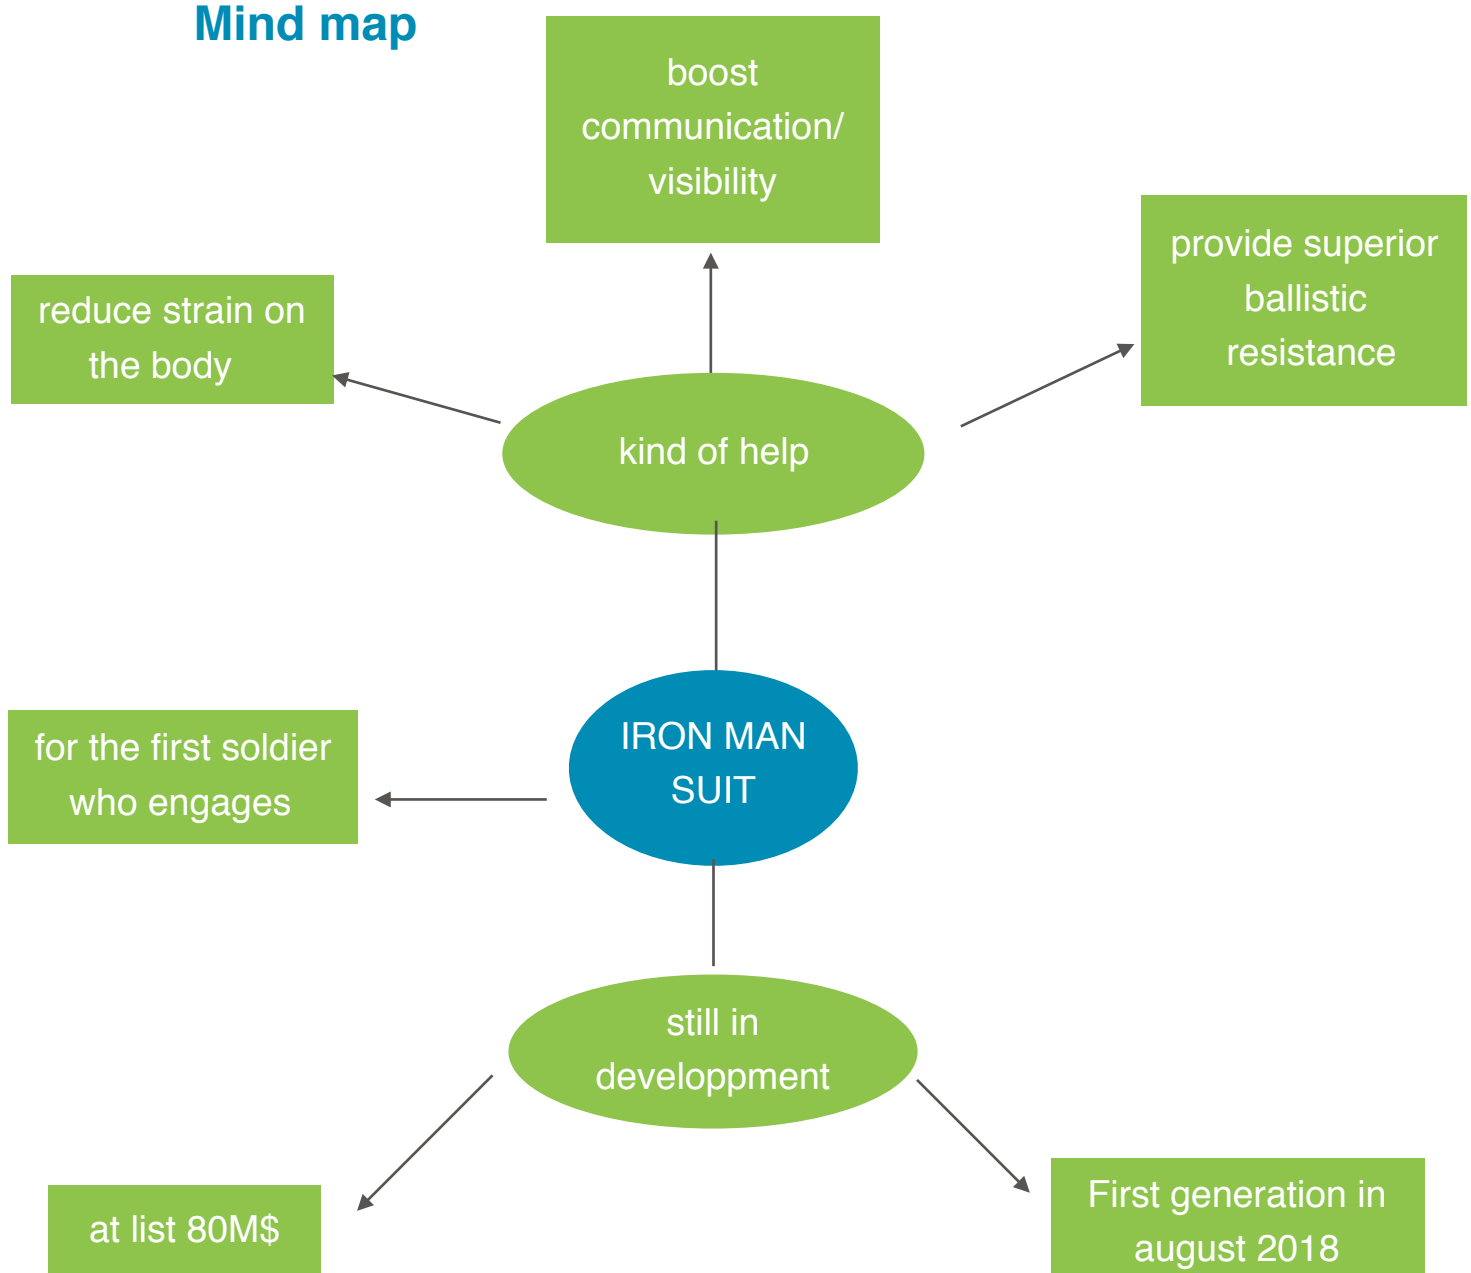 Mind map
boost
communication/
visibility
provide superior
ballistic
resistance
reduce strain on
the body
kind of help
IRON MAN
SUIT
for the first soldier
who engages
still in
developpment
at list 80M$
First generation in
august 2018